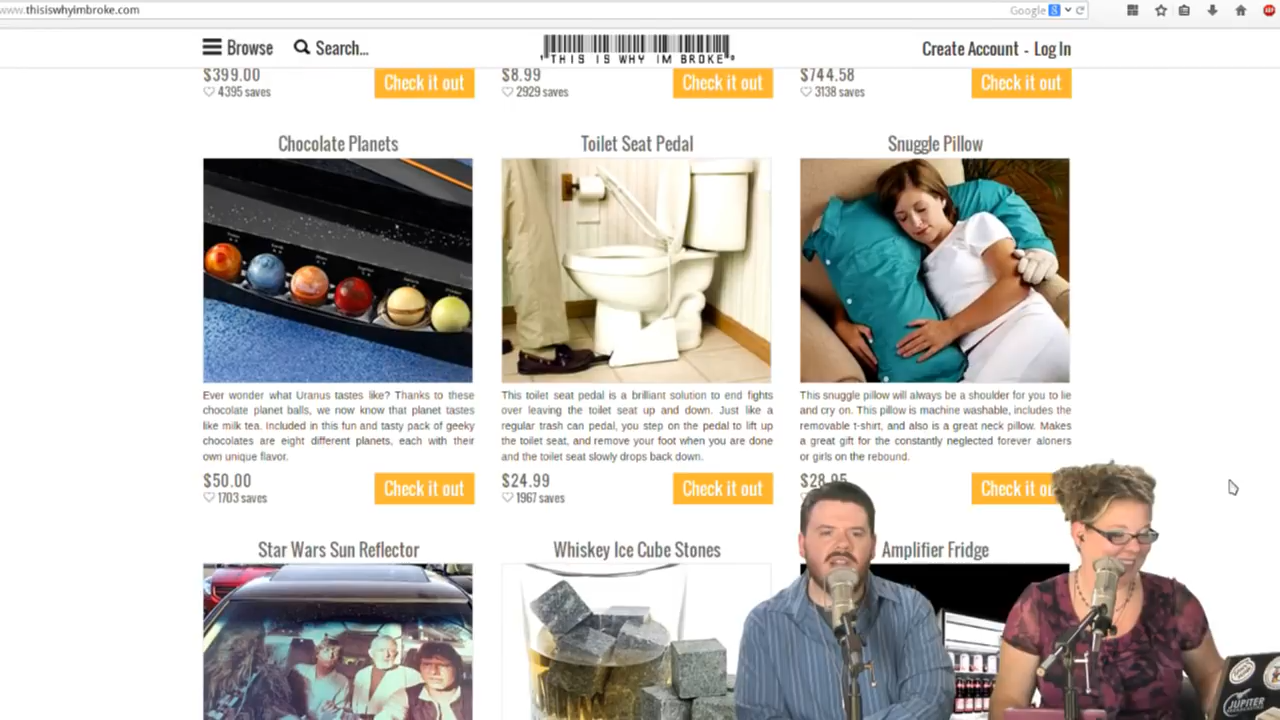 www.thisiswhyimbroke.com
Google
Browse
Search...
THIS IS WHY IM BROKE
Create Account - Log In
$399.00
4395 saves
Check it out
$8.99
2929 saves
Check it out
$744.58
3138 saves
Check it out
Chocolate Planets
Ever wonder what Uranus tastes like? Thanks to these
chocolate planet balls, we now know that planet tastes
like milk tea. Included in this fun and tasty pack of geeky
chocolates are eight different planets, each with their
own unique flavor.
$50.00
1703 saves
Check it out
Toilet Seat Pedal
This toilet seat pedal is a brilliant solution to end fights
over leaving the toilet seat up and down. Just like a
regular trash can pedal, you step on the pedal to lift up
the toilet seat, and remove your foot when you are done
and the toilet seat slowly drops back down.
$24.99
1967 saves
Check it out
Snuggle Pillow
This snuggle pillow will always be a shoulder for you to lie
and cry on. This pillow is machine washable, includes the
removable t-shirt, and also is a great neck pillow. Makes
a great gift for the constantly neglected forever aloners
or girls on the rebound.
$28.95
Check it ou
Star Wars Sun Reflector
Whiskey Ice Cube Stones
Amplifier Fridge
JUPITER